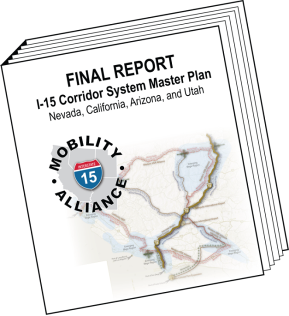 FINAL REPORT
I-15 Corridor System Master Plan
Nevada, California, Arizona, and Utah
MOBILITY
INTERSTATE
15
ALLIANCE